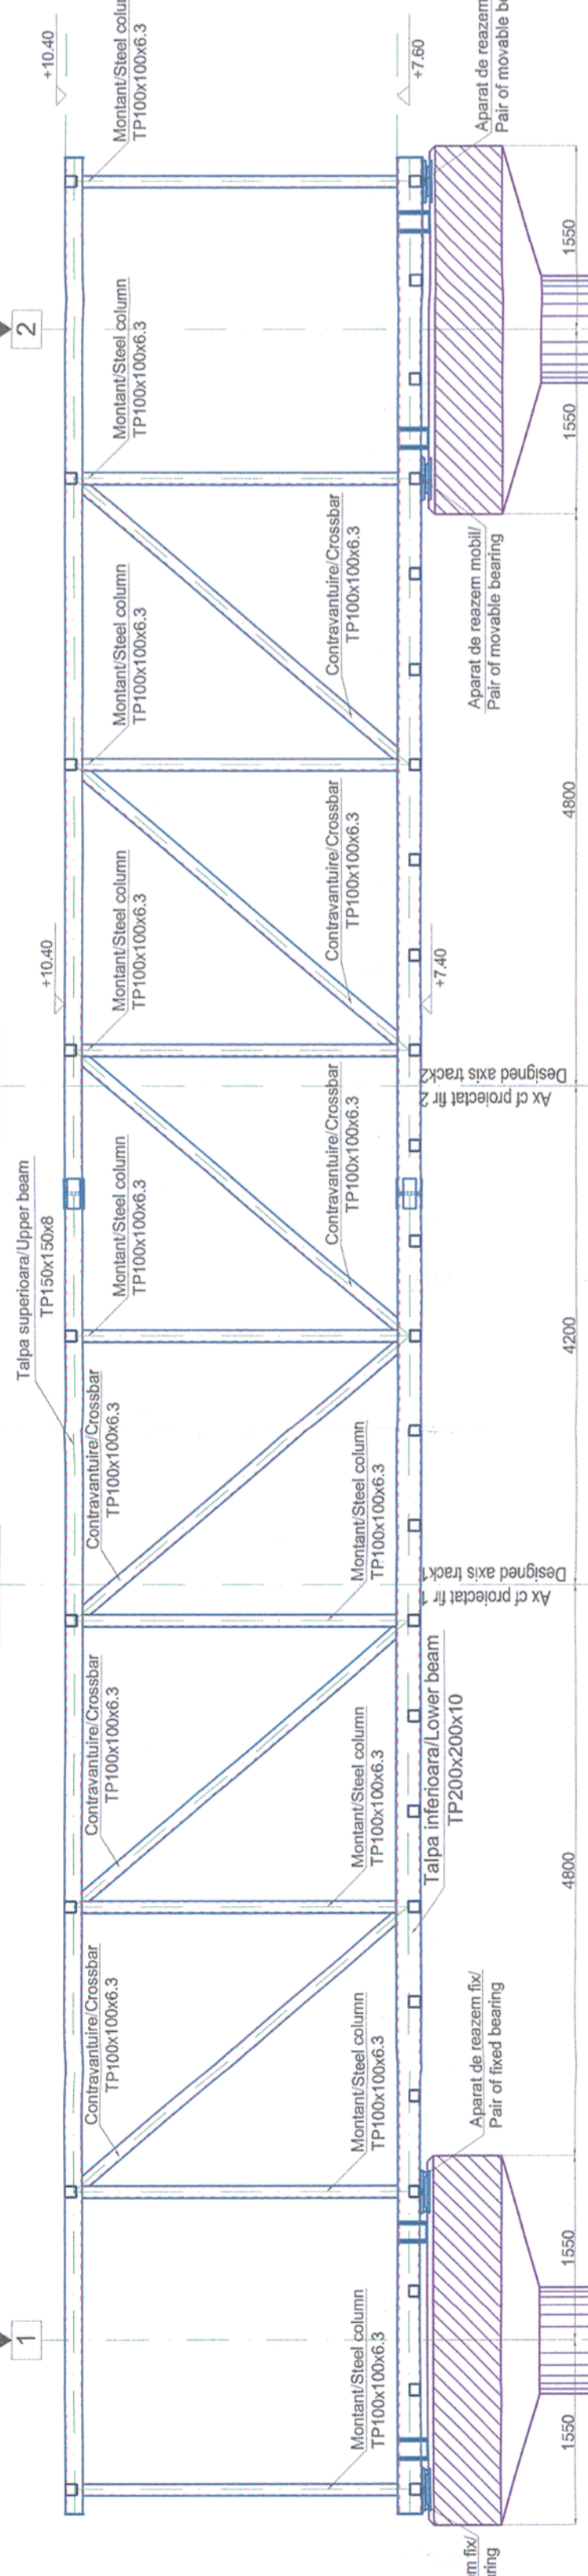 1
2
Talpa superioara/Upper beam
TP150x150x8
+10.40
+10.40
Contravantuire/Crossbar
TP100x100x6.3
Contravantuire/Crossbar
TP100x100x6.3
Contravantuire/Crossbar
TP100x100x6.3
Montant/Steel column
TP100x100x6.3
Montant/Steel column
TP100x100x6.3
Montant/Steel column
TP100x100x6.3
Montant/Steel column
TP100x100x6.3
TP100x100x6.3
Montant/Steel column
TP100x100x6.3
Montant/Steel column
TP100x100x6.3
Montant/Steel column
TP100x100x6.3
Montant/Steel column
TP100x100x6.3
Contravantuire/Crossbar
TP100x100x6.3
Contravantuire/Crossbar
TP100x100x6.3
Contravantuire/Crossbar
TP100x100x6.3
+7.40
+7.60
Talpa inferioara/Lower beam
TP200x200x10
Ax cf proiectat fir 1
Designed axis track1
Ax cf proiectat fir 2
Designed axis track2
fix/
Aparat de reazem fix/
Pair of fixed bearing
Aparat de reazem mobil/
Pair of movable bearing
Aparat de reazem
Pair of movable
1550
1550
4800
4200
4800
1550
1550